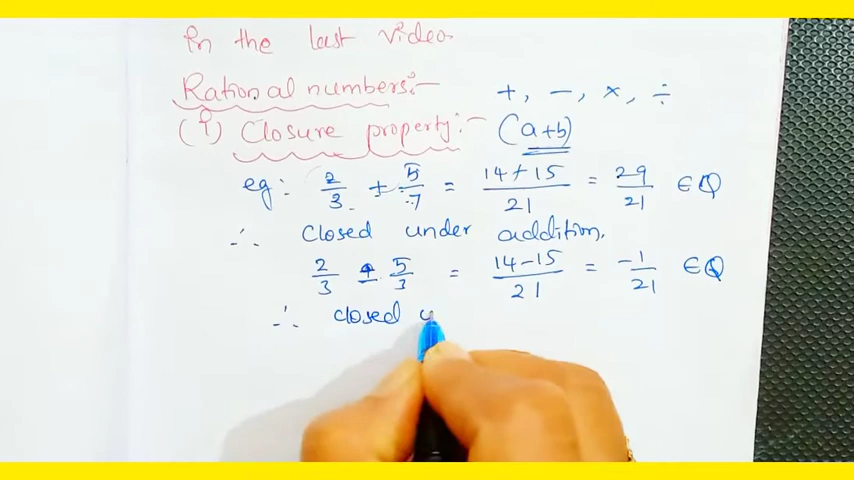 in the last video.
Rational numbers:-
+, -, ×, ÷
(i) Closure property:- (a+b)
eg: 2/3 + 5/7 = 14+15/21 = 29/21 ∈ Q
∴ closed under addition.
2/3 - 5/3 = 14-15/21 = -1/21 ∈ Q
∴ closed u